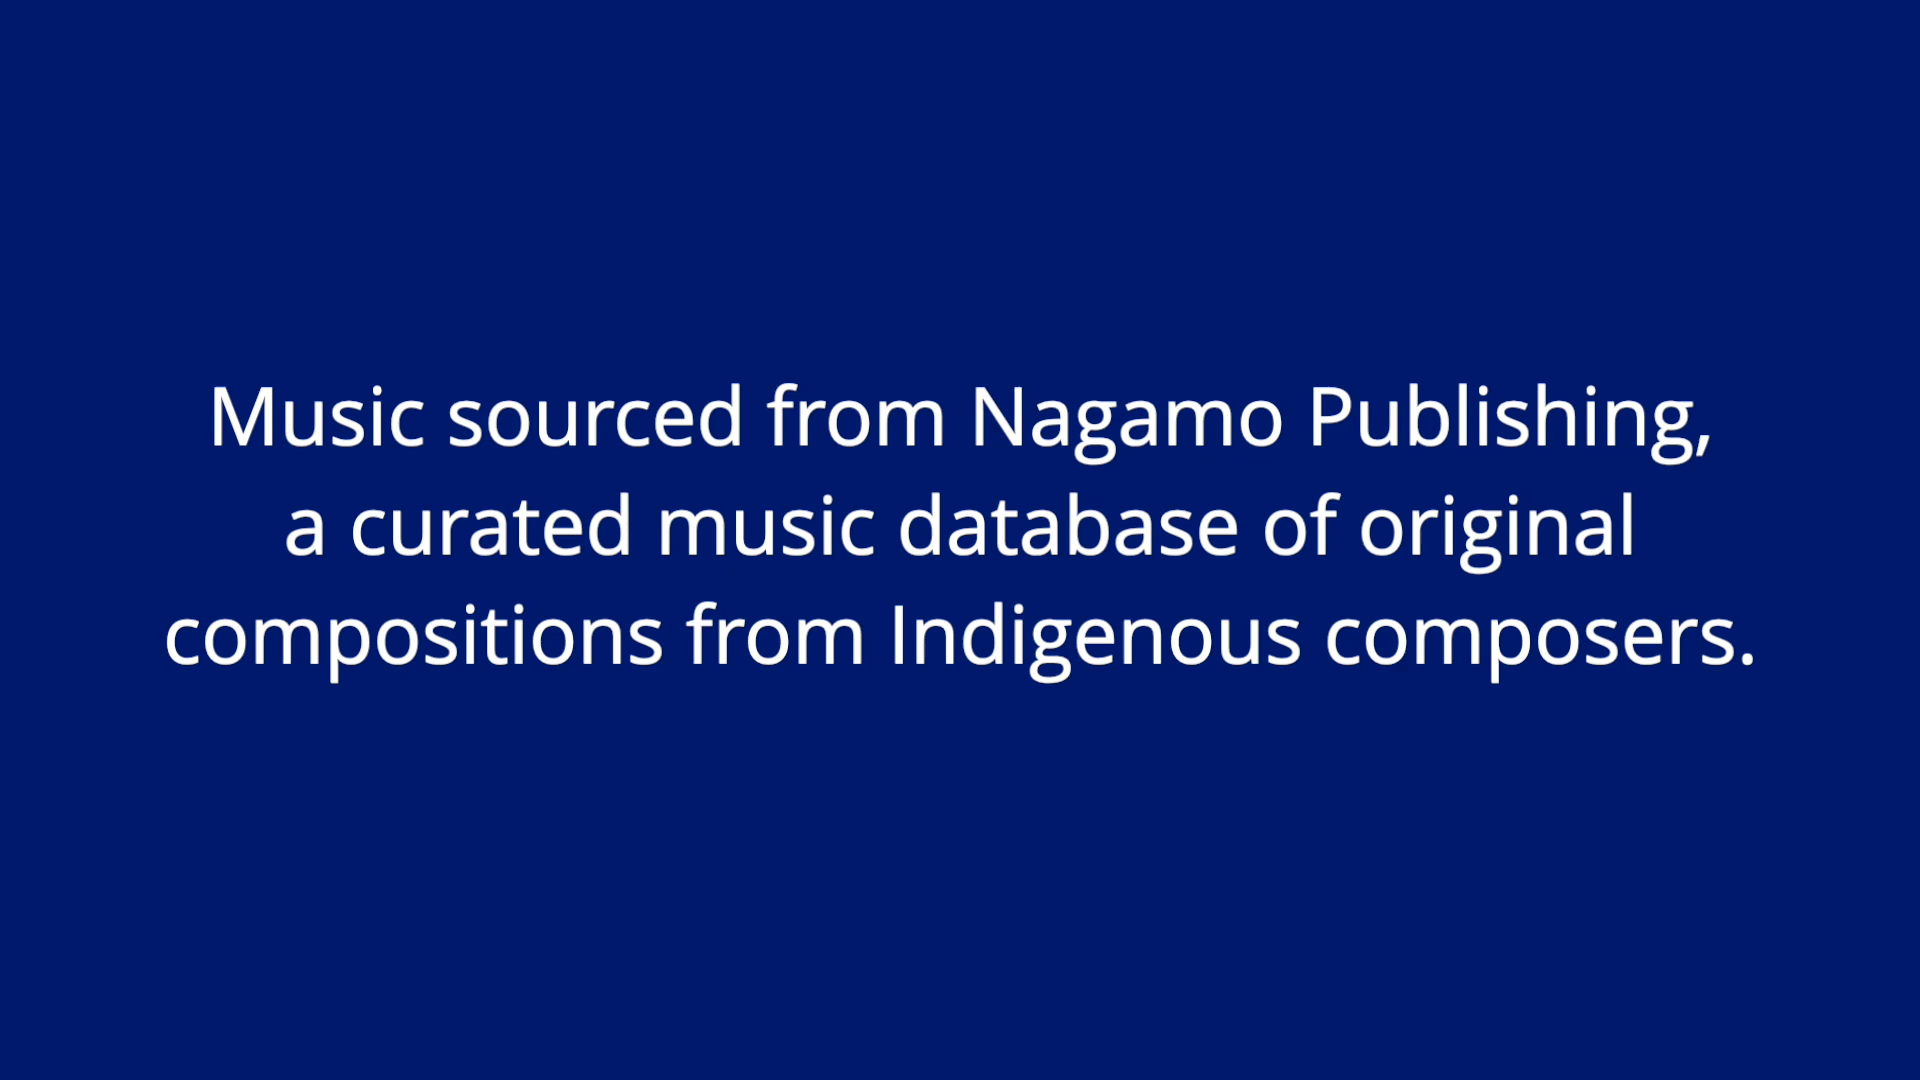 Music sourced from Nagamo Publishing,
a curated music database of original
compositions from Indigenous composers.